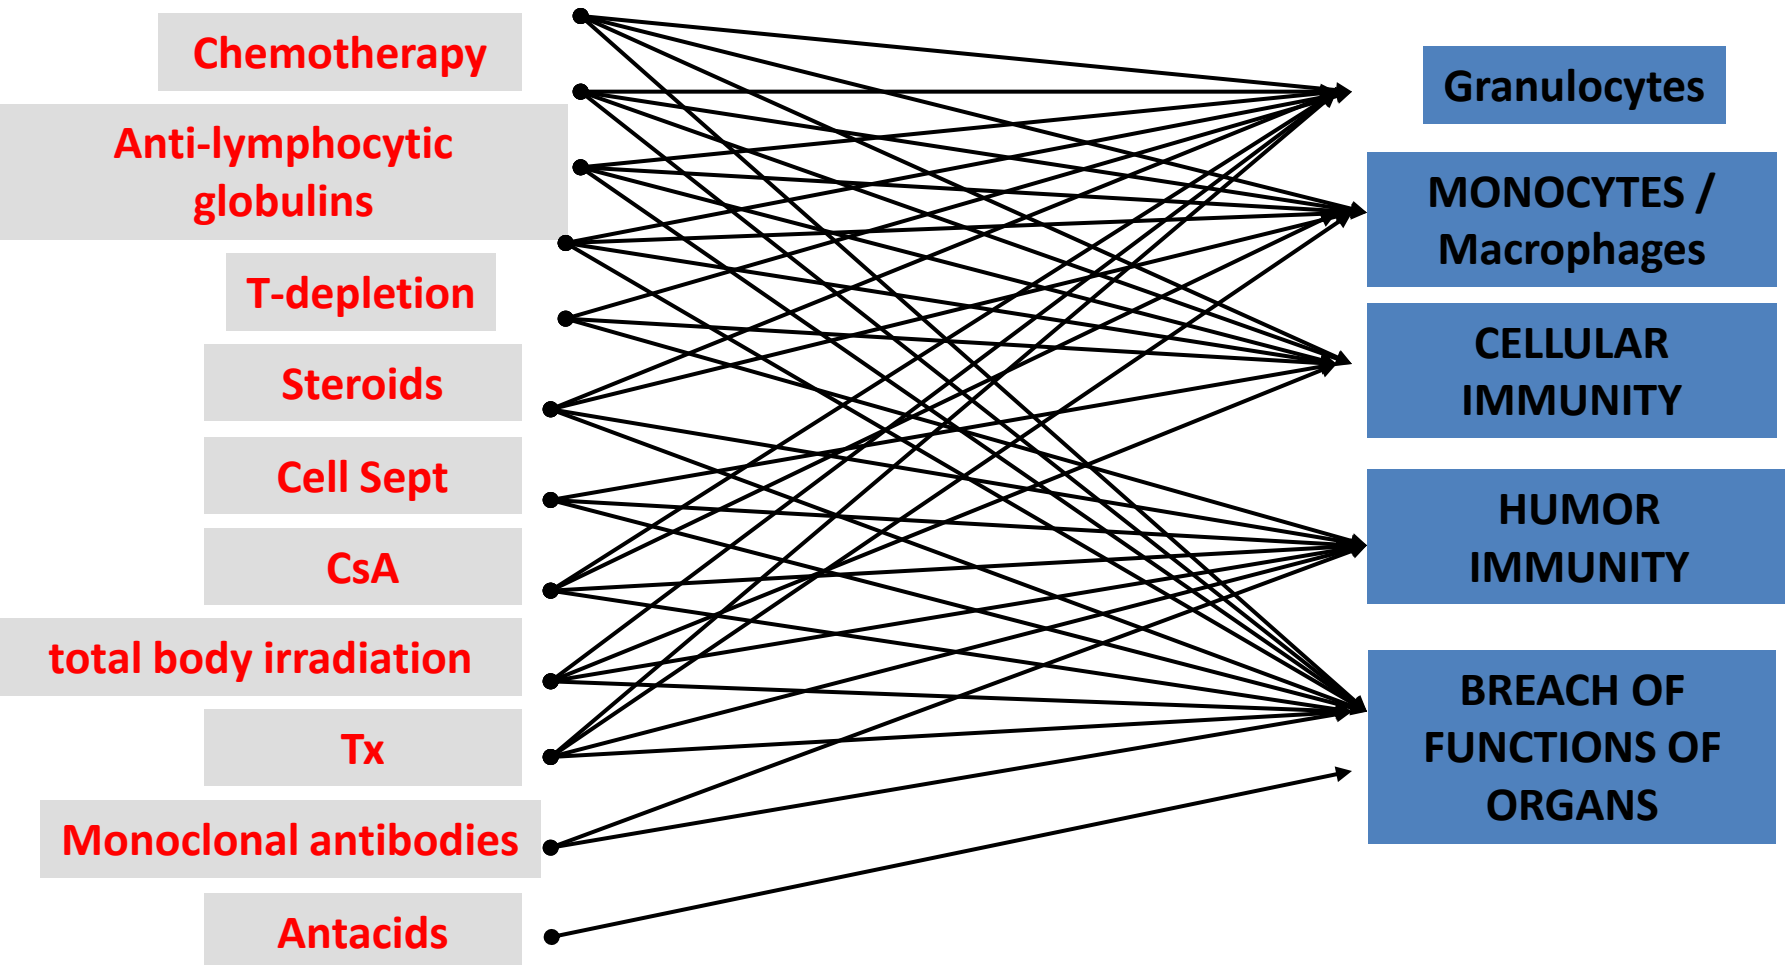 Chemotherapy
Anti-lymphocytic
globulins
T-depletion
Steroids
Cell Sept
CsA
total body irradiation
Tx
Monoclonal antibodies
Antacids
Granulocytes
MONOCYTES /
Macrophages
CELLULAR
IMMUNITY
HUMOR
IMMUNITY
BREACH OF
FUNCTIONS OF
ORGANS